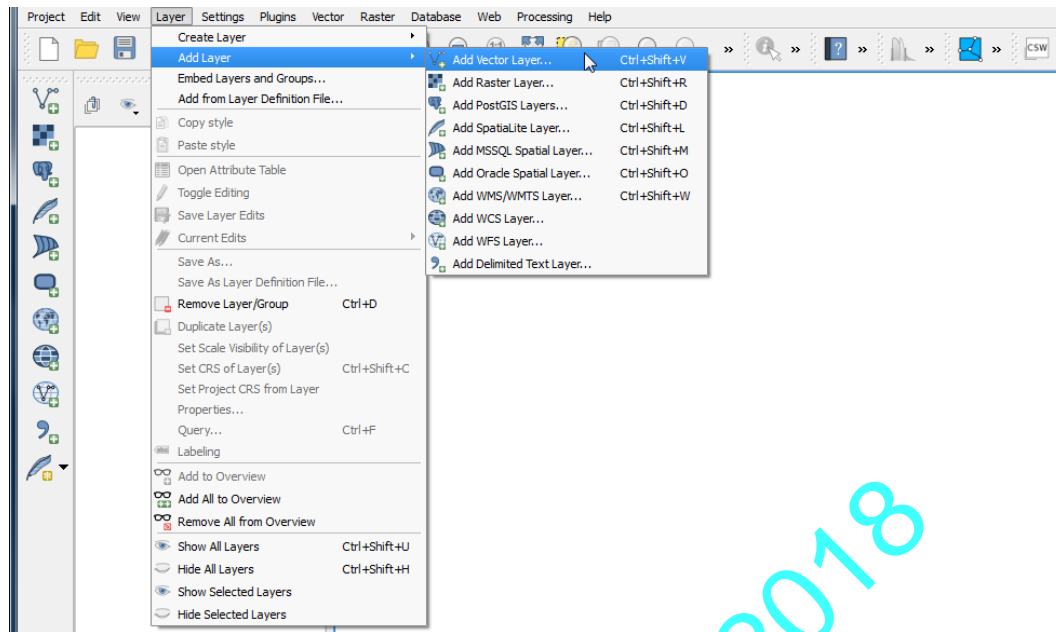 Project Edit View Layer Settings Plugins Vector Raster Database Web Processing Help
Create Layer
Add Layer
Embed Layers and Groups...
Add from Layer Definition File...
Copy style
Paste style
Open Attribute Table
Toggle Editing
Save Layer Edits
Current Edits
Save As...
Save As Layer Definition File...
Remove Layer/Group Ctrl+D
Duplicate Layer(s)
Set Scale Visibility of Layer(s)
Set CRS of Layer(s) Ctrl+Shift+C
Set Project CRS from Layer
Properties...
Query... Ctrl+F
Labeling
Add to Overview
Add All to Overview
Remove All from Overview
Show All Layers Ctrl+Shift+U
Hide All Layers Ctrl+Shift+H
Show Selected Layers
Hide Selected Layers
Add Vector Layer... Ctrl+Shift+V
Add Raster Layer... Ctrl+Shift+R
Add PostGIS Layers... Ctrl+Shift+D
Add SpatiaLite Layer... Ctrl+Shift+L
Add MSSQL Spatial Layer... Ctrl+Shift+M
Add Oracle Spatial Layer... Ctrl+Shift+O
Add WMS/WMTS Layer... Ctrl+Shift+W
Add WCS Layer...
Add WFS Layer...
Add Delimited Text Layer...
» » ? » » » CSW
2018